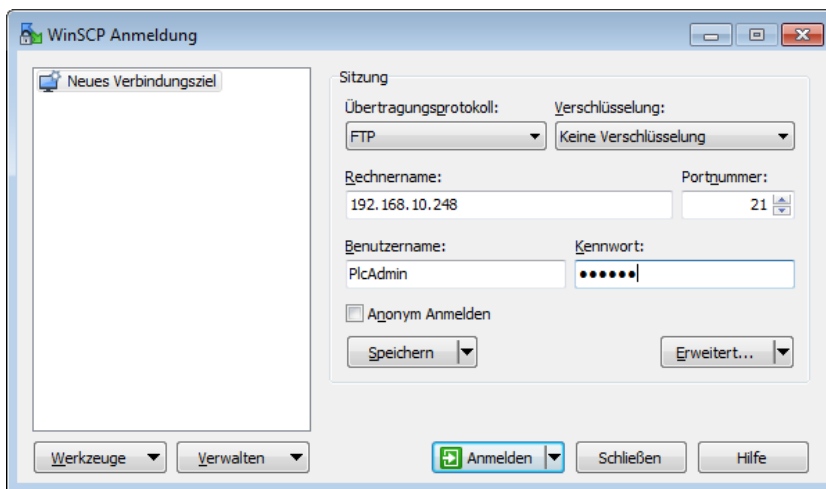 WinSCP Anmeldung
Neues Verbindungsziel
Sitzung
Übertragungsprotokoll: Verschlüsselung:
FTP Keine Verschlüsselung
Rechnername: Portnummer:
192.168.10.248 21
Benutzername: Kennwort:
PlcAdmin ●●●●●●
Anonym Anmelden
Speichern Erweitert...
Werkzeuge Verwalten Anmelden Schließen Hilfe